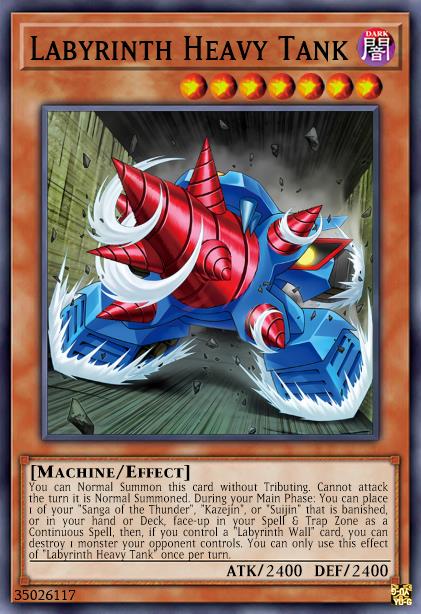 LABYRINTH HEAVY TANK
DARK
闇
[MACHINE/EFFECT]
You can Normal Summon this card without Tributing. Cannot attack
the turn it is Normal Summoned. During your Main Phase: You can place
1 of your "Sanga of the Thunder", "Kazejin", or "Suijin" that is banished,
or in your hand or Deck, face-up in your Spell & Trap Zone as a
Continuous Spell, then, if you control a "Labyrinth Wall" card, you can
destroy 1 monster your opponent controls. You can only use this effect
of "Labyrinth Heavy Tank" once per turn.
ATK/2400 DEF/2400
35026117